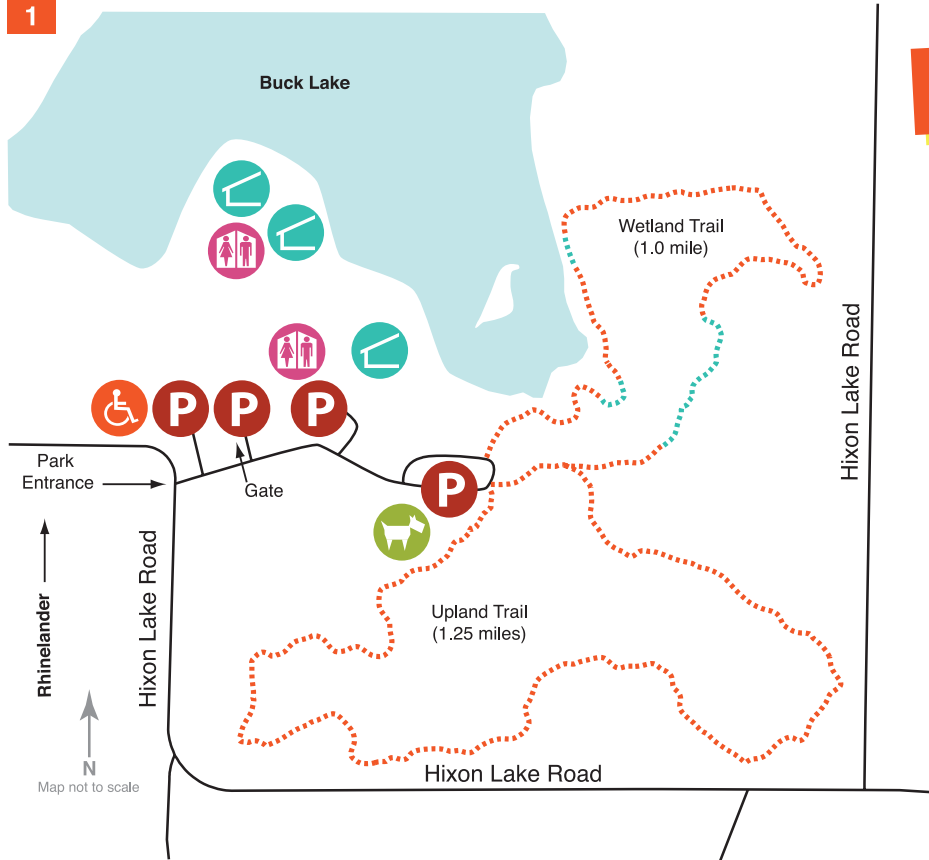 1
Buck Lake
Wetland Trail
(1.0 mile)
Hixon Lake Road
P
P
P
Park
Entrance
Gate
P
Rhinelander
Hixon Lake Road
Upland Trail
(1.25 miles)
N
Map not to scale
Hixon Lake Road